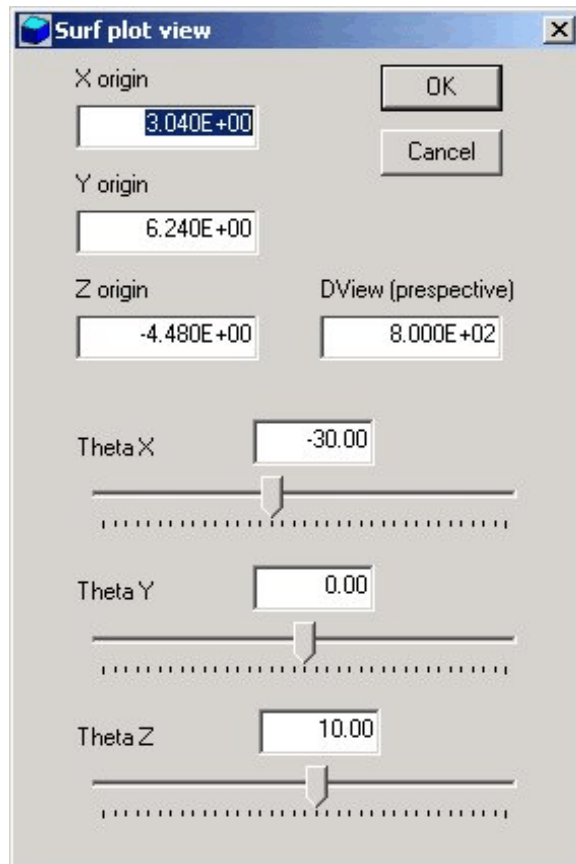 Surf plot view
X origin
OK
3.040E+00
Cancel
Y origin
6.240E+00
Z origin
DView (prespective)
-4.480E+00
8.000E+02
Theta X
-30.00
Theta Y
0.00
Theta Z
10.00